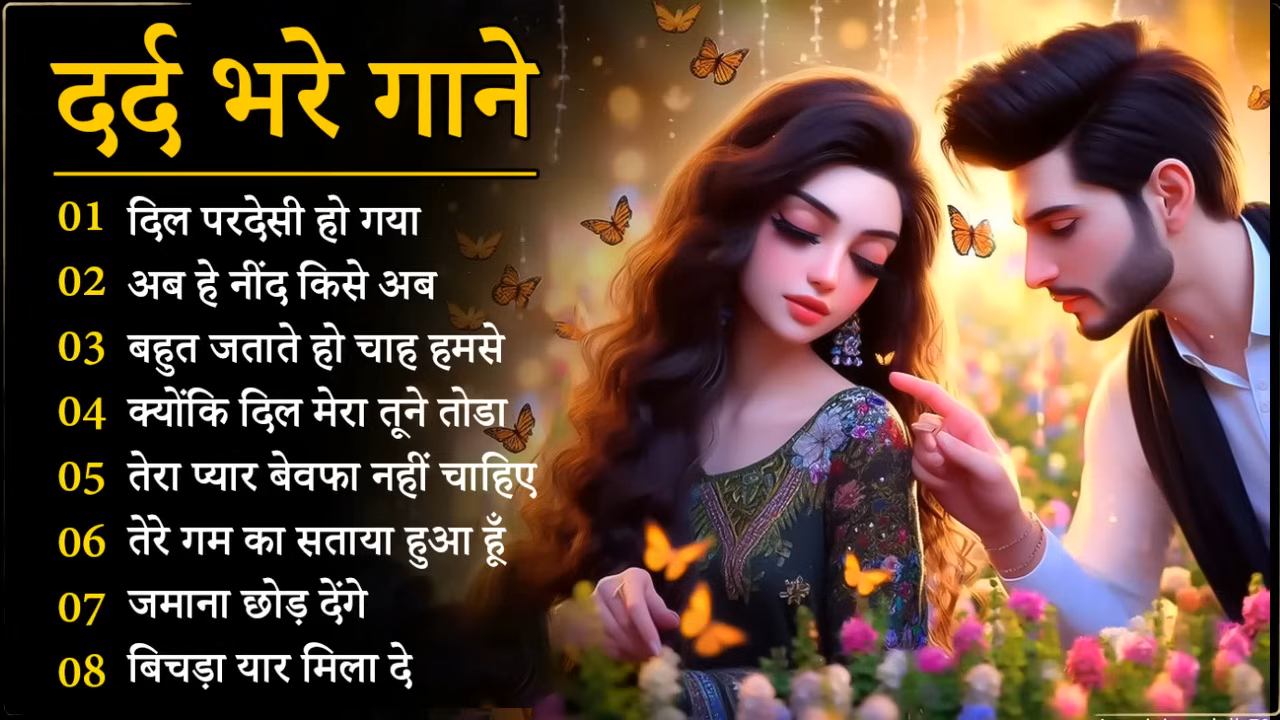 दर्द भरे गाने
01 दिल परदेसी हो गया
02 अब हे नींद किसे अब
03 बहुत जताते हो चाह हमसे
04 क्योंकि दिल मेरा तूने तोडा
05 तेरा प्यार बेवफा नहीं चाहिए
06 तेरे गम का सताया हुआ हूँ
07 जमाना छोड़ देंगे
08 बिचड़ा यार मिला दे